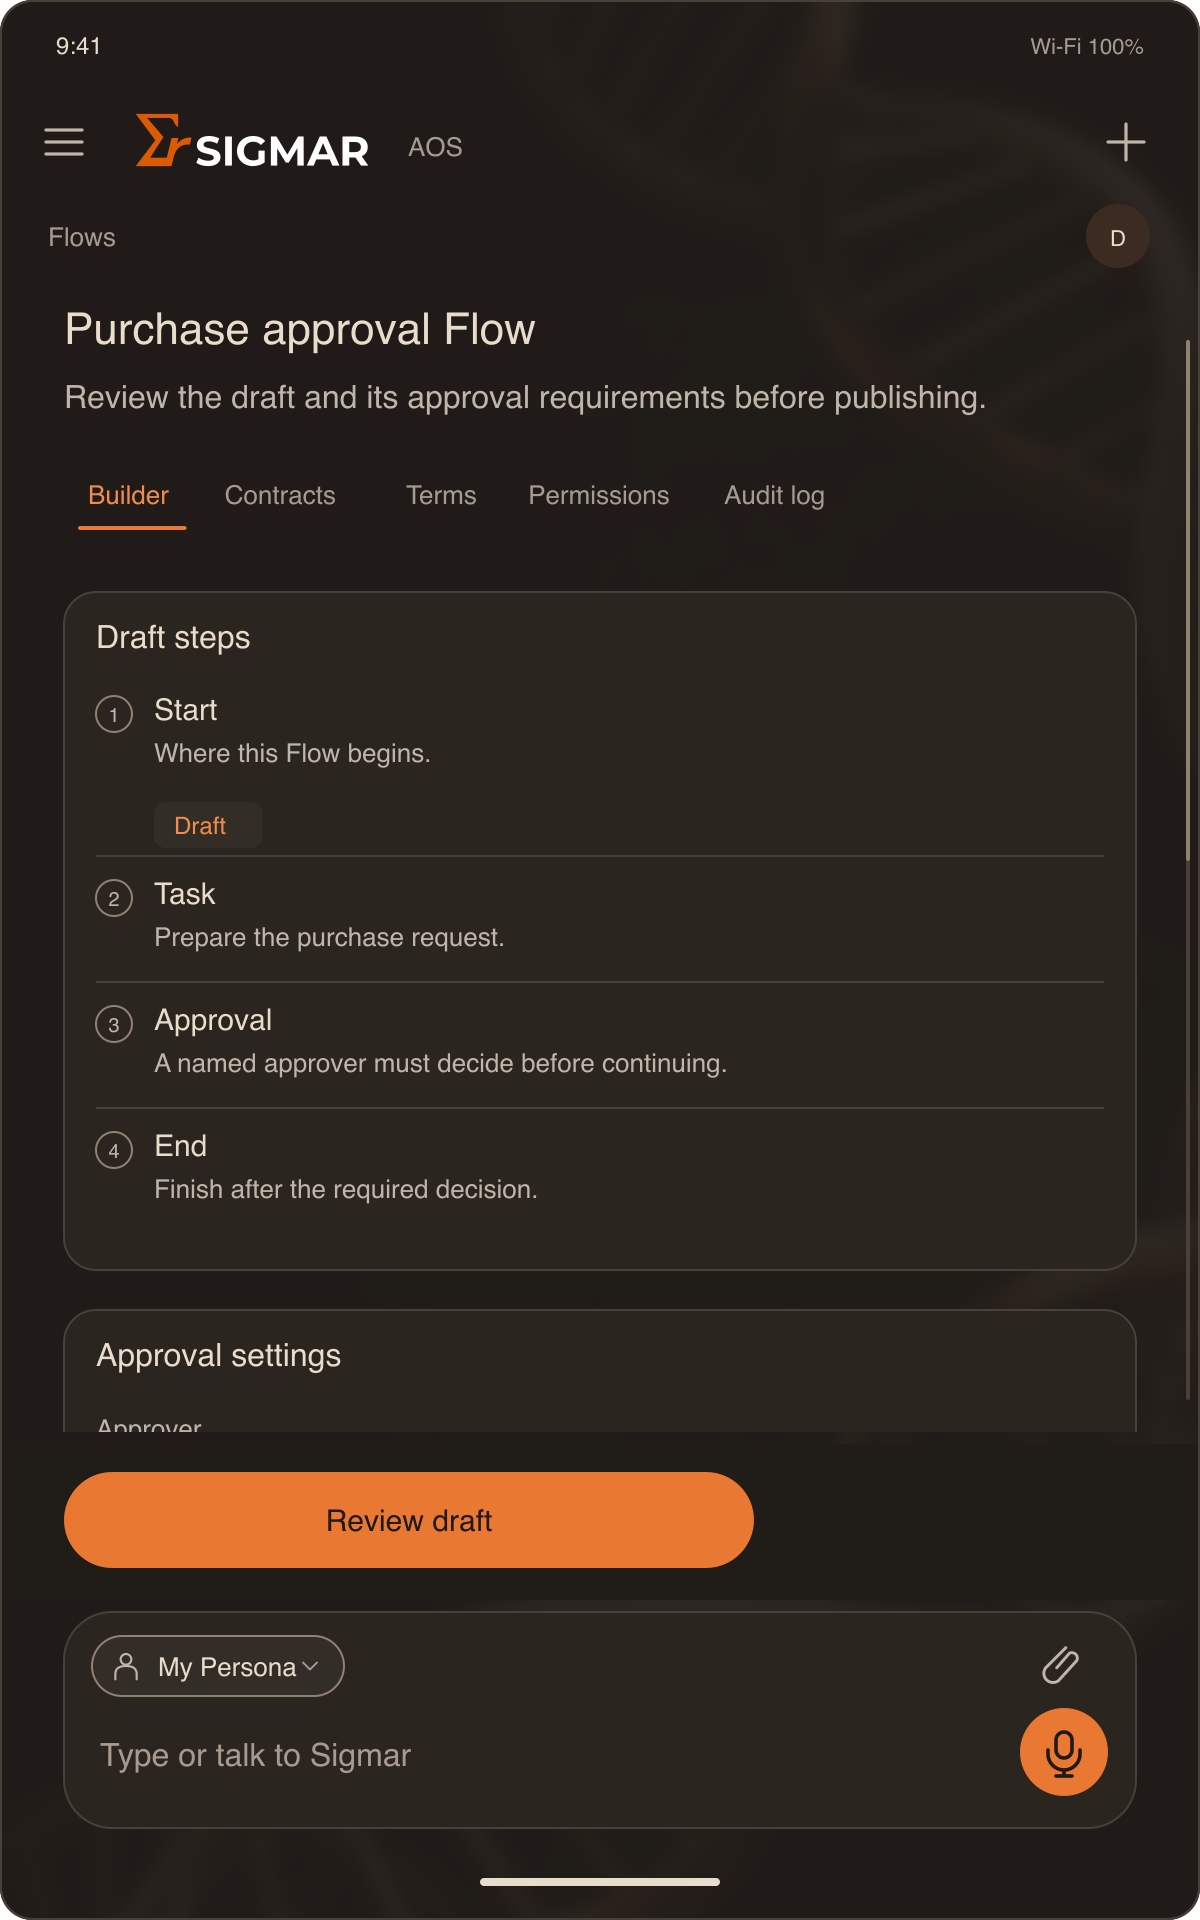 9:41
Wi-Fi 100%
Σr SIGMAR AOS
Flows
D
Purchase approval Flow
Review the draft and its approval requirements before publishing.
Builder Contracts Terms Permissions Audit log
Draft steps
1 Start
Where this Flow begins.
Draft
2 Task
Prepare the purchase request.
3 Approval
A named approver must decide before continuing.
4 End
Finish after the required decision.
Approval settings
Approver
Review draft
My Persona
Type or talk to Sigmar